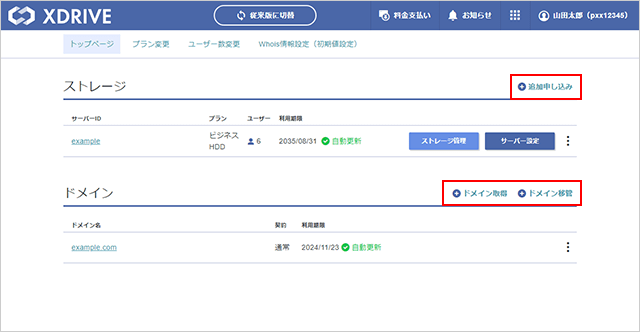 XDRIVE 従来版に切替 料金支払い お知らせ 山田太郎（pxx12345）
トップページ プラン変更 ユーザー数変更 Whois情報設定（初期値設定）
ストレージ 追加申し込み
サーバーID プラン ユーザー 利用期限
example ビジネス HDD 6 2035/08/31 自動更新 ストレージ管理 サーバー設定
ドメイン ドメイン取得 ドメイン移管
ドメイン名 契約 利用期限
example.com 通常 2024/11/23 自動更新